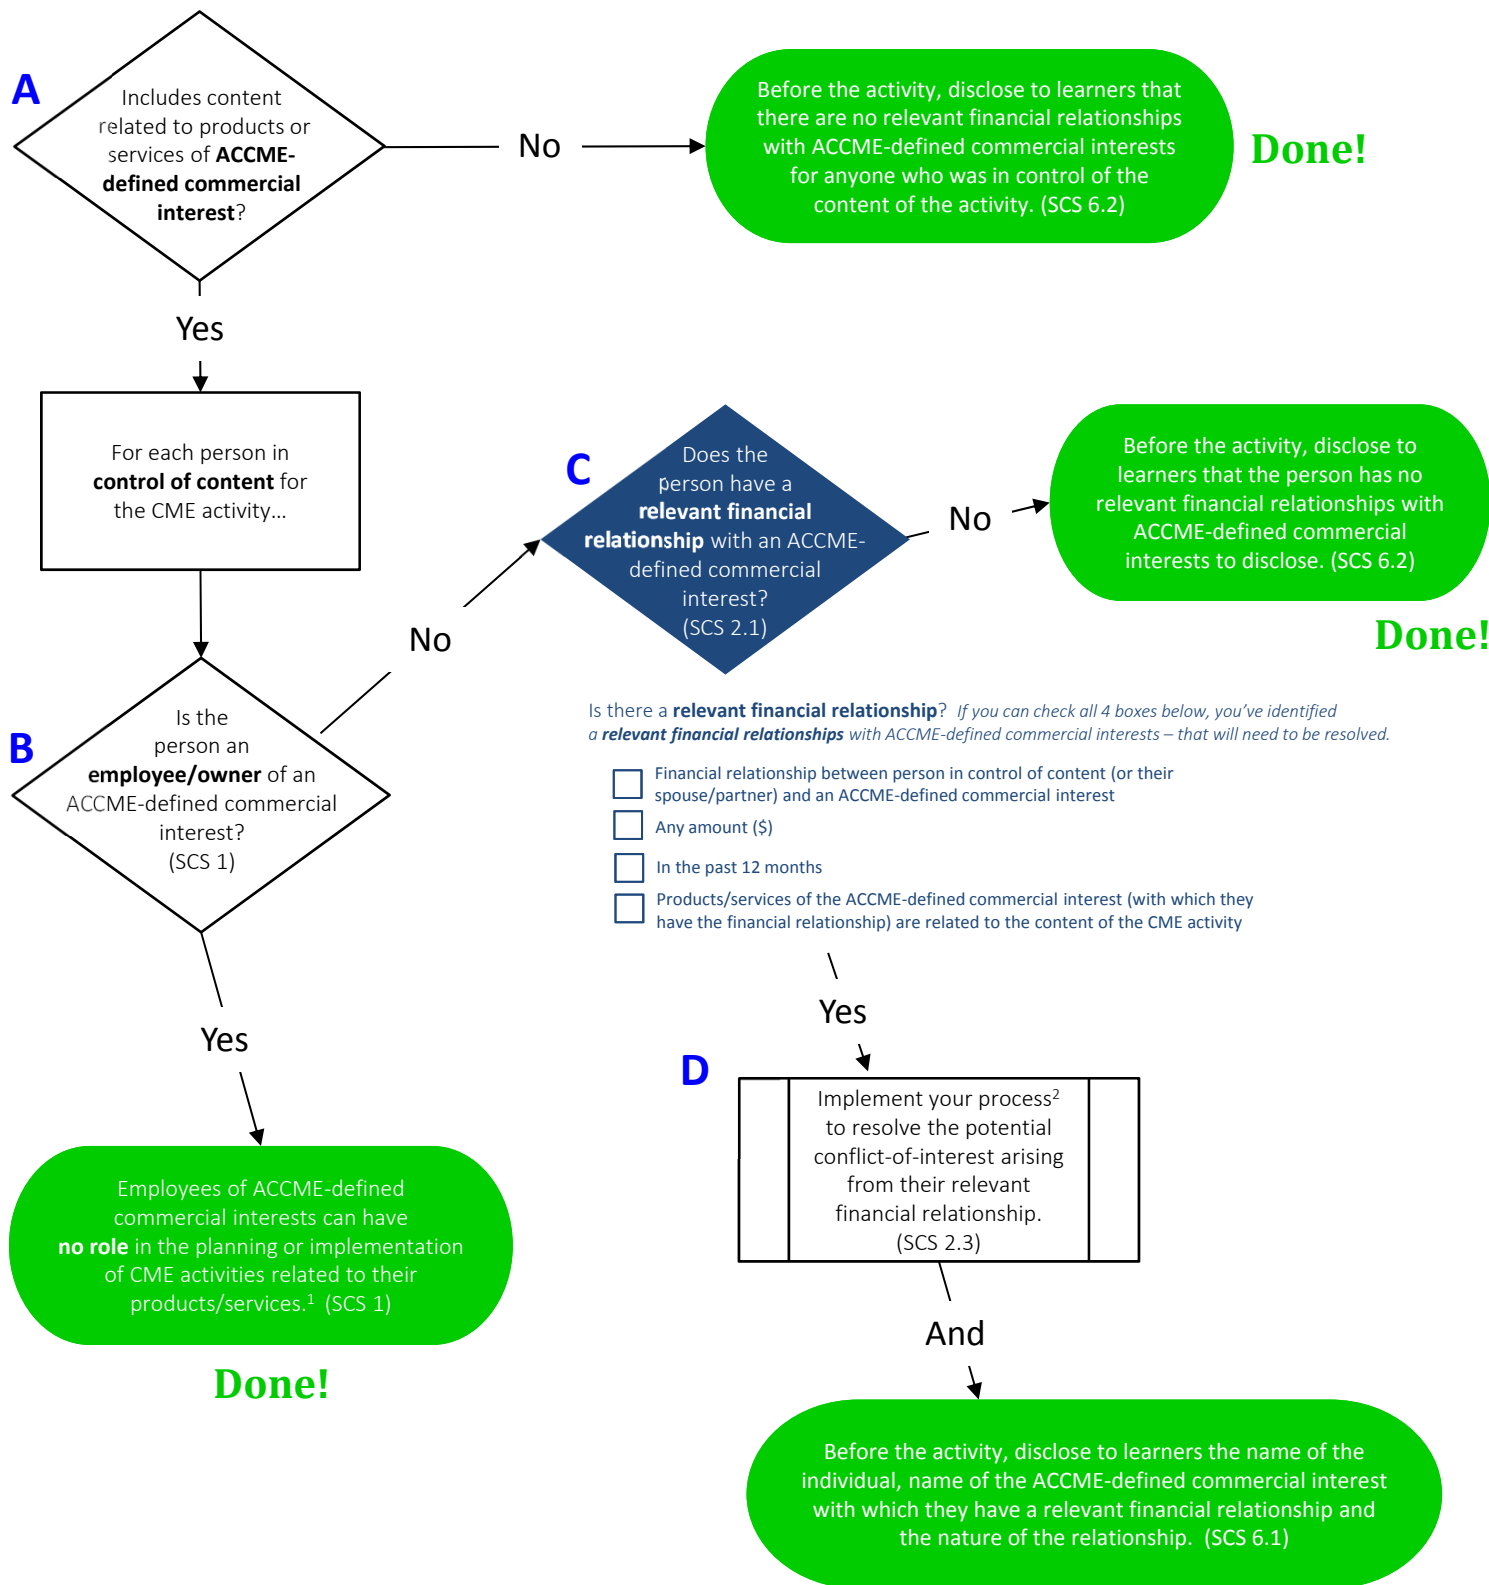 A
Includes content
related to products or
services of ACCME-
defined commercial
interest?
No
Before the activity, disclose to learners that
there are no relevant financial relationships
with ACCME-defined commercial interests
for anyone who was in control of the
content of the activity. (SCS 6.2)
Done!
Yes
For each person in
control of content for
the CME activity…
C
Does the
person have a
relevant financial
relationship with an ACCME-
defined commercial
interest?
(SCS 2.1)
No
Before the activity, disclose to
learners that the person has no
relevant financial relationships with
ACCME-defined commercial
interests to disclose. (SCS 6.2)
Done!
No
B
Is the
person an
employee/owner of an
ACCME-defined commercial
interest?
(SCS 1)
Is there a relevant financial relationship? If you can check all 4 boxes below, you’ve identified
a relevant financial relationships with ACCME-defined commercial interests – that will need to be resolved.
Financial relationship between person in control of content (or their
spouse/partner) and an ACCME-defined commercial interest
Any amount ($)
In the past 12 months
Products/services of the ACCME-defined commercial interest (with which they
have the financial relationship) are related to the content of the CME activity
Yes
Yes
D
Implement your process²
to resolve the potential
conflict-of-interest arising
from their relevant
financial relationship.
(SCS 2.3)
Employees of ACCME-defined
commercial interests can have
no role in the planning or implementation
of CME activities related to their
products/services.¹ (SCS 1)
Done!
And
Before the activity, disclose to learners the name of the
individual, name of the ACCME-defined commercial interest
with which they have a relevant financial relationship and
the nature of the relationship. (SCS 6.1)